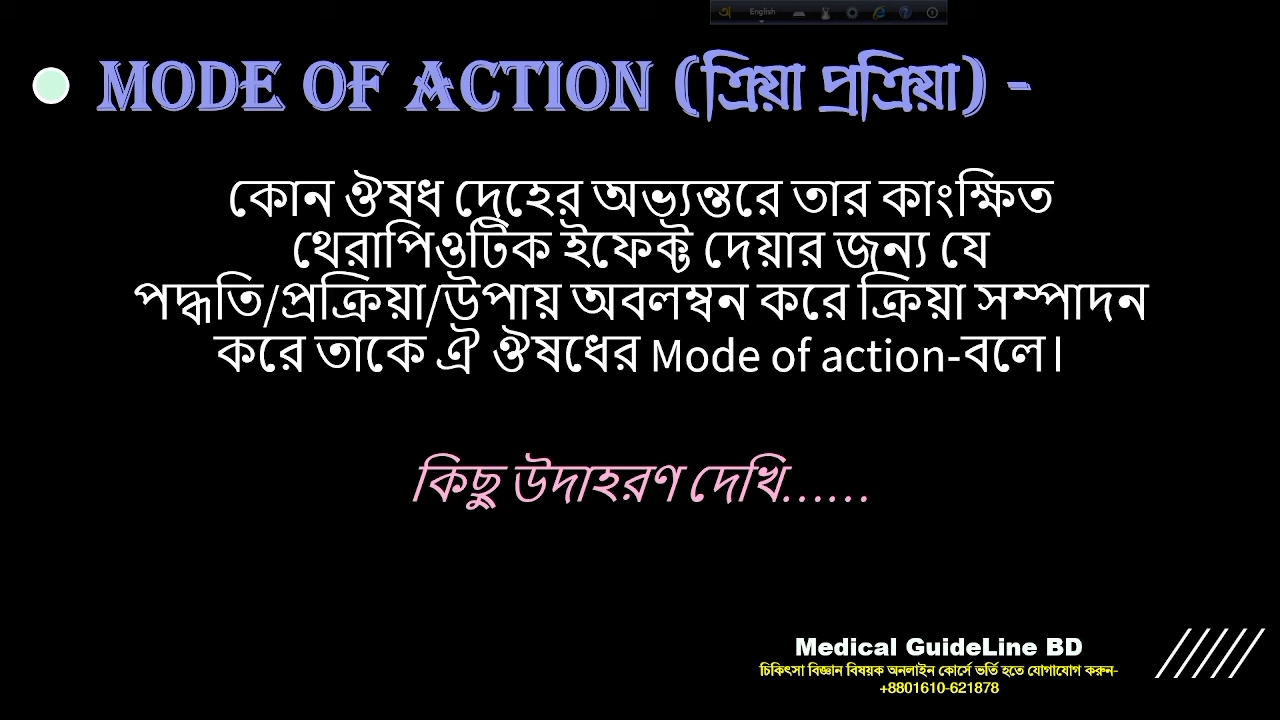 English
MODE OF ACTION (ক্রিয়া প্রক্রিয়া) -
কোন ঔষধ দেহের অভ্যন্তরে তার কাংক্ষিত
থেরাপিওটিক ইফেক্ট দেয়ার জন্য যে
পদ্ধতি/প্রক্রিয়া/উপায় অবলম্বন করে ক্রিয়া সম্পাদন
করে তাকে ঐ ঔষধের Mode of action-বলে।
কিছু উদাহরণ দেখি......
Medical GuideLine BD
চিকিৎসা বিজ্ঞান বিষয়ক অনলাইন কোর্সে ভর্তি হতে যোগাযোগ করুন-
+8801610-621878